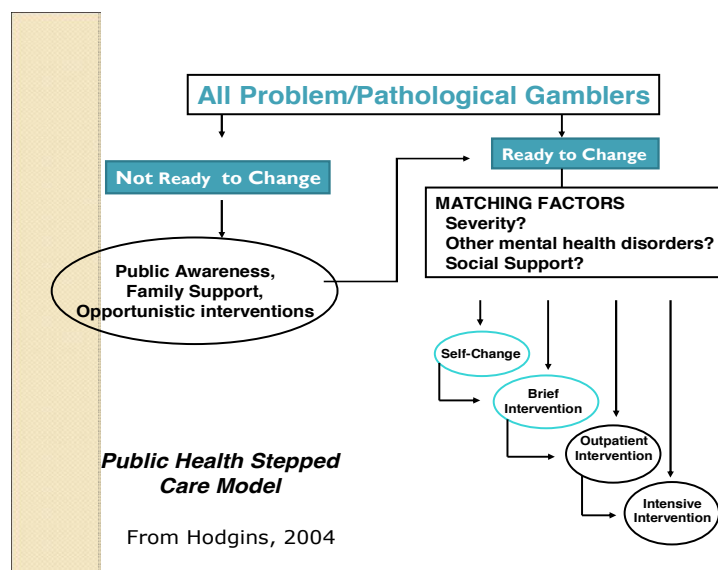 All Problem/Pathological Gamblers
Not Ready to Change
Ready to Change
MATCHING FACTORS
Severity?
Other mental health disorders?
Social Support?
Public Awareness,
Family Support,
Opportunistic interventions
Self-Change
Brief
Intervention
Outpatient
Intervention
Intensive
Intervention
Public Health Stepped
Care Model
From Hodgins, 2004